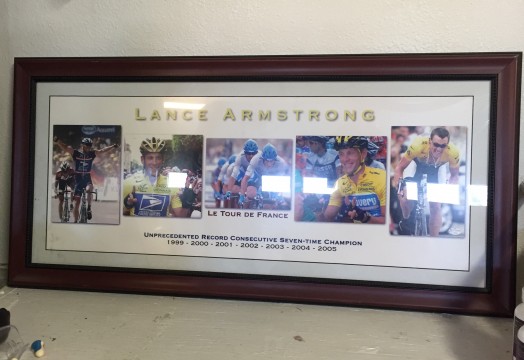 LANCE ARMSTRONG
LE TOUR DE FRANCE
UNPRECEDENTED RECORD CONSECUTIVE SEVEN-TIME CHAMPION
1999 - 2000 - 2001 - 2002 - 2003 - 2004 - 2005